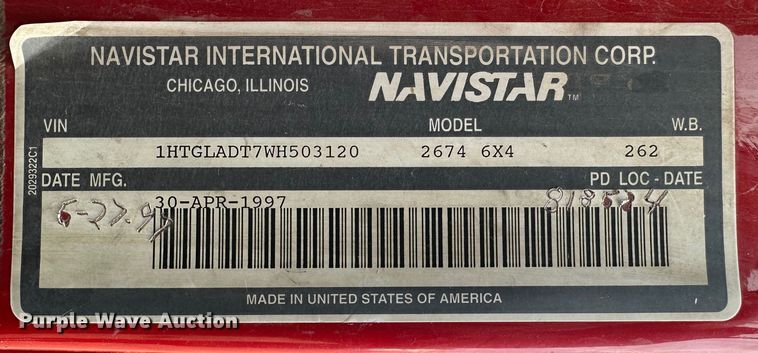 NAVISTAR INTERNATIONAL TRANSPORTATION CORP.
CHICAGO, ILLINOIS NAVISTAR TM
VIN MODEL W.B.
1HTGLADT7WH503120 2674 6X4 262
2029322C1
DATE MFG. PD LOC - DATE
30-APR-1997
MADE IN UNITED STATES OF AMERICA
Purple Wave Auction